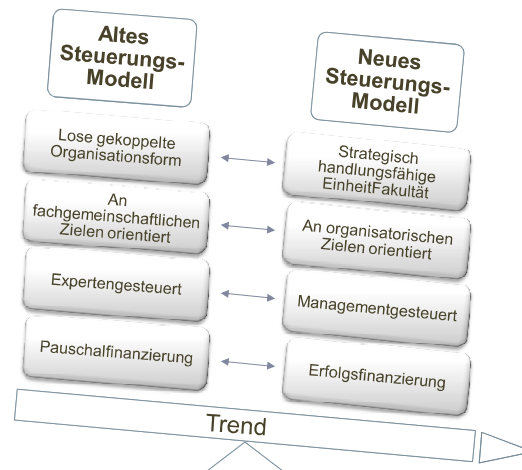 Altes
Steuerungs-
Modell
Neues
Steuerungs-
Modell
Lose gekoppelte
Organisationsform
Strategisch
handlungsfähige
EinheitFakultät
An
fachgemeinschaftlichen
Zielen orientiert
An organisatorischen
Zielen orientiert
Expertengesteuert
Managementgesteuert
Pauschalfinanzierung
Erfolgsfinanzierung
Trend